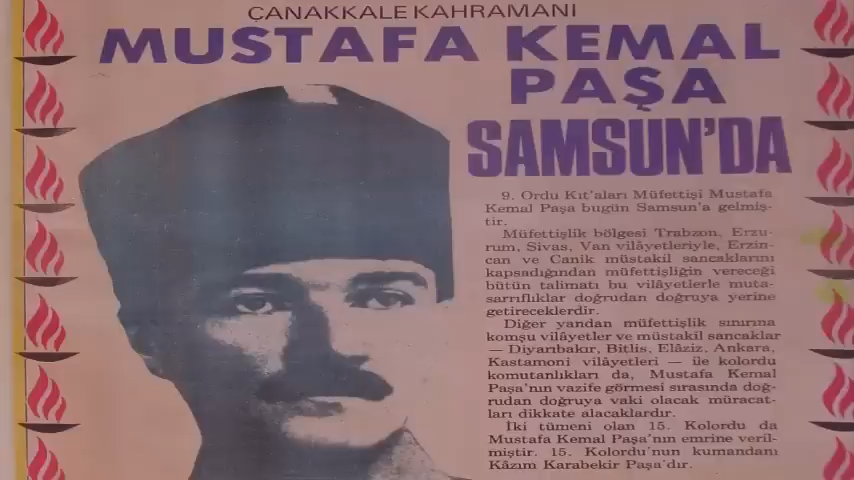 ÇANAKKALE KAHRAMANI
MUSTAFA KEMAL
PAŞA
SAMSUN'DA
9. Ordu Kıt'aları Müfettişi Mustafa
Kemal Paşa bugün Samsun'a gelmiş-
tir.
Müfettişlik bölgesi Trabzon, Erzu-
rum, Sivas, Van vilâyetleriyle, Erzin-
can ve Canik müstakil sancaklarını
kapsadığından müfettişliğin vereceği
bütün talimatı bu vilâyetlerle muta-
sarrıflıklar doğrudan doğruya yerine
getireceklerdir.
Diğer yandan müfettişlik sınırına
komşu vilâyetler ve müstakil sancaklar
— Diyarıbakır, Bitlis, Elâziz, Ankara,
Kastamoni vilâyetleri — ile kolordu
komutanlıkları da, Mustafa Kemal
Paşa'nın vazife görmesi sırasında doğ-
rudan doğruya vaki olacak müracat-
ları dikkate alacaklardır.
İki tümeni olan 15. Kolordu da
Mustafa Kemal Paşa'nın emrine veril-
miştir. 15. Kolordu'nun kumandanı
Kâzım Karabekir Paşa'dır.